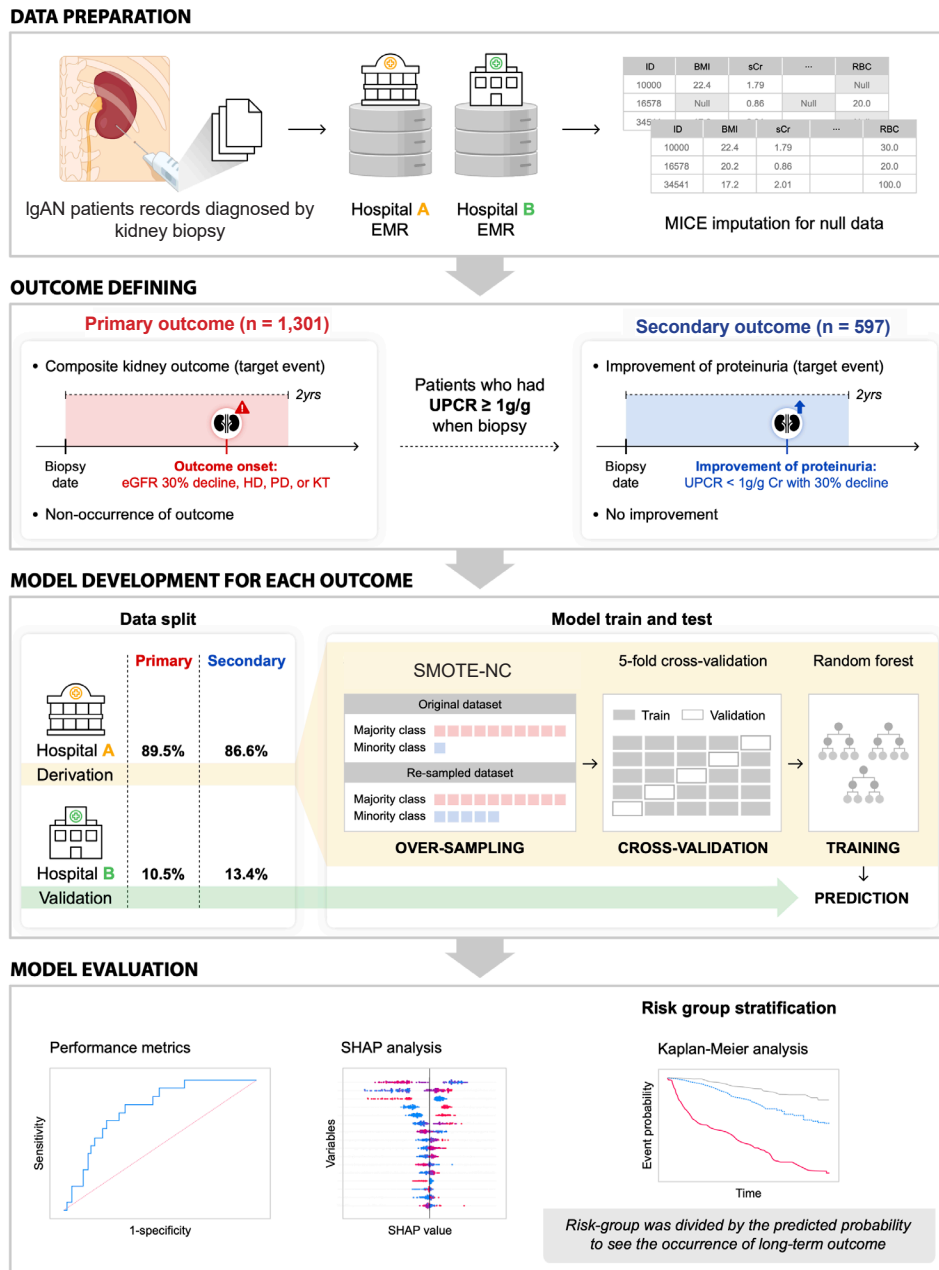 DATA PREPARATION
IgAN patients records diagnosed by
kidney biopsy
Hospital A
EMR
Hospital B
EMR
ID BMI sCr ... RBC
10000 22.4 1.79 Null
16578 Null 0.86 Null 20.0
ID BMI sCr ... RBC
10000 22.4 1.79 30.0
16578 20.2 0.86 20.0
34541 17.2 2.01 100.0
MICE imputation for null data
OUTCOME DEFINING
Primary outcome (n = 1,301)
• Composite kidney outcome (target event)
2yrs
Biopsy
date
Outcome onset:
eGFR 30% decline, HD, PD, or KT
• Non-occurrence of outcome
Patients who had
UPCR ≥ 1g/g
when biopsy
Secondary outcome (n = 597)
• Improvement of proteinuria (target event)
2yrs
Biopsy
date
Improvement of proteinuria:
UPCR < 1g/g Cr with 30% decline
• No improvement
MODEL DEVELOPMENT FOR EACH OUTCOME
Data split
Primary Secondary
Hospital A 89.5% 86.6%
Derivation
Hospital B 10.5% 13.4%
Validation
Model train and test
SMOTE-NC
Original dataset
Majority class
Minority class
Re-sampled dataset
Majority class
Minority class
OVER-SAMPLING
5-fold cross-validation
Train Validation
CROSS-VALIDATION
Random forest
TRAINING
PREDICTION
MODEL EVALUATION
Performance metrics
Sensitivity
1-specificity
SHAP analysis
Variables
SHAP value
Risk group stratification
Kaplan-Meier analysis
Event probability
Time
Risk-group was divided by the predicted probability
to see the occurrence of long-term outcome